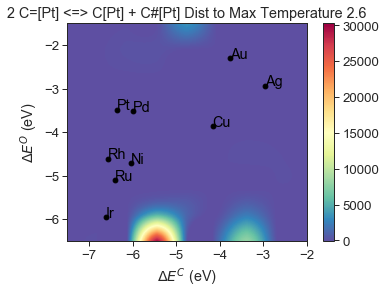 2 C=[Pt] <=> C[Pt] + C#[Pt] Dist to Max Temperature 2.6
30000
25000
20000
15000
10000
5000
0
−2
−3
−4
−5
−6
ΔE^O (eV)
Au
Ag
Pt
Pd
Cu
Rh
Ni
Ru
Ir
−7
−6
−5
−4
−3
−2
ΔE^C (eV)